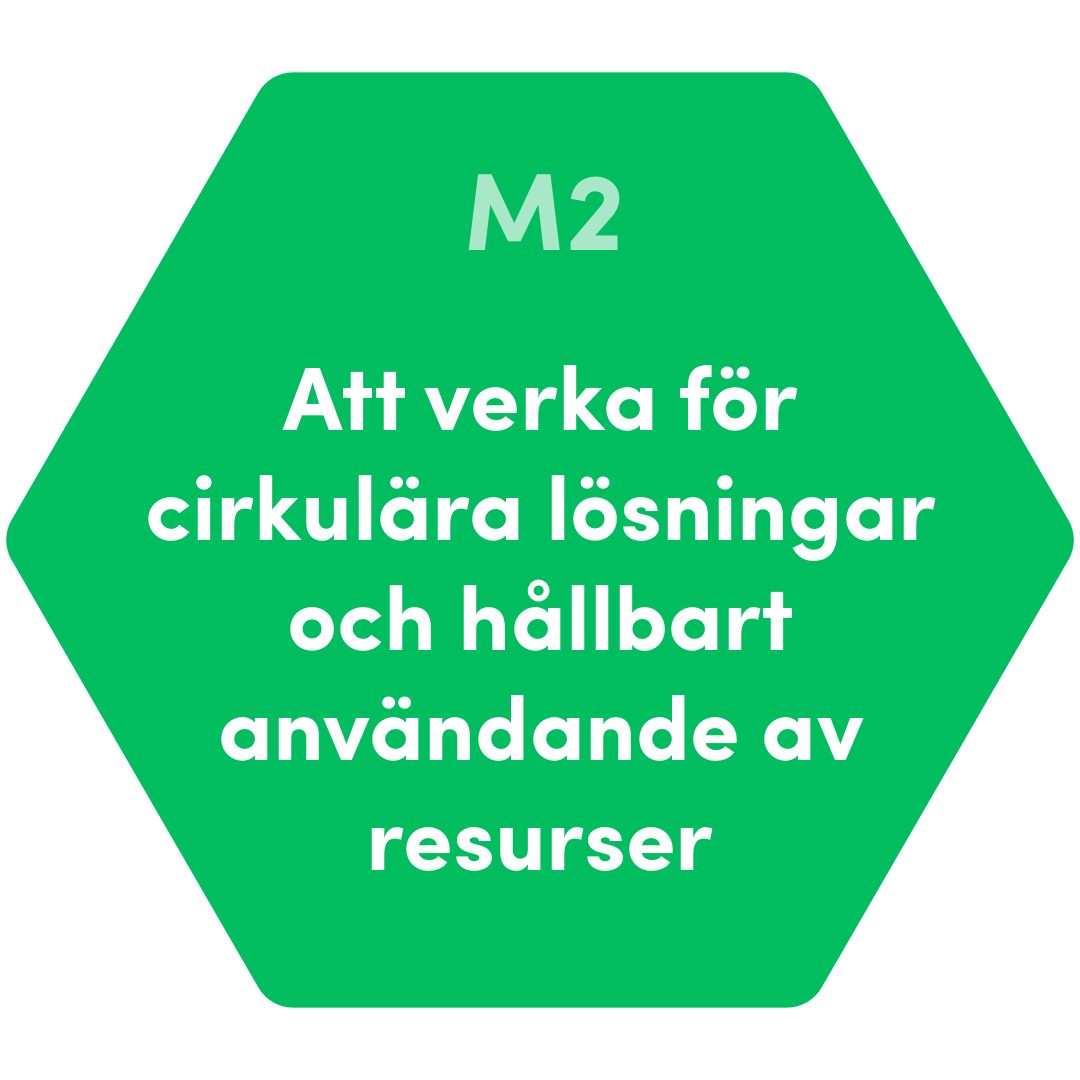 M2
Att verka för
cirkulära lösningar
och hållbart
användande av
resurser